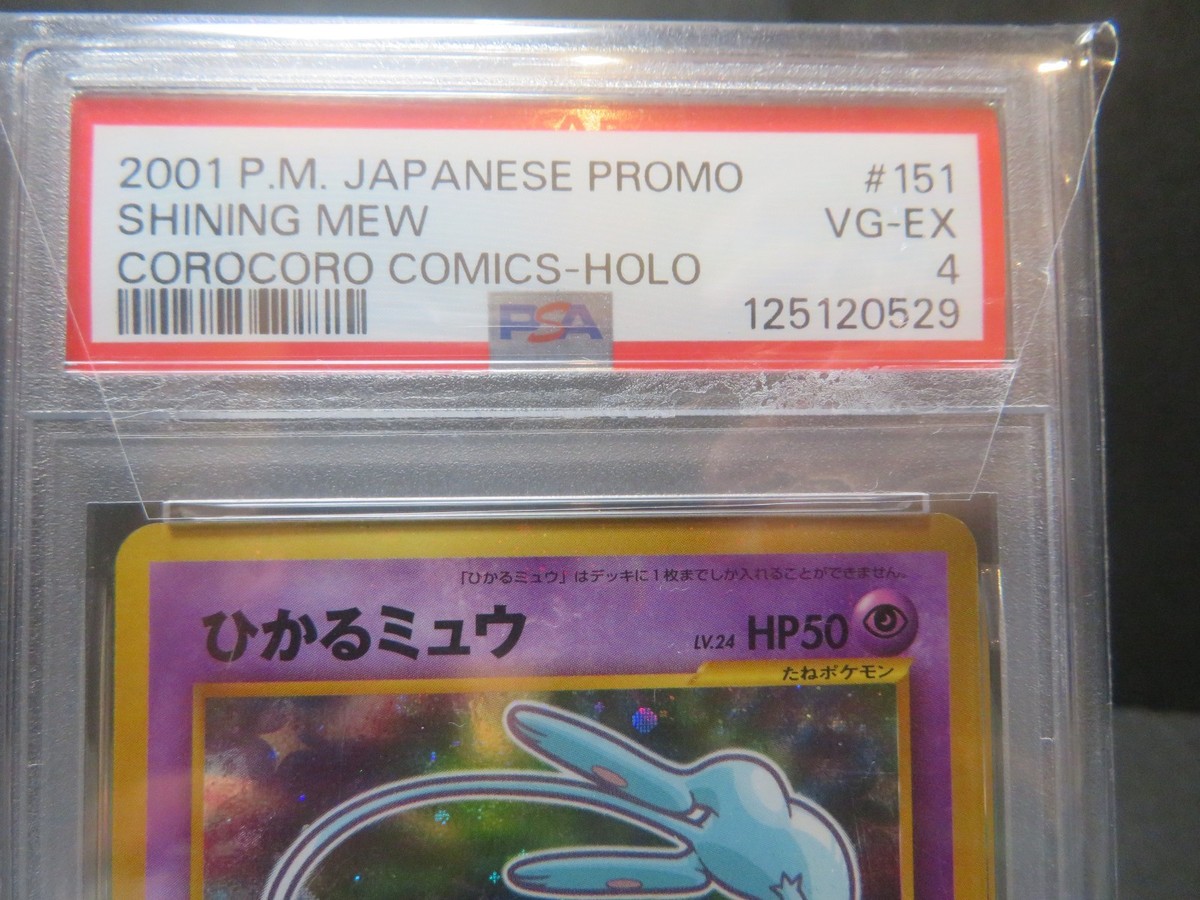 2001 P.M. JAPANESE PROMO #151
SHINING MEW VG-EX
COROCORO COMICS-HOLO 4
PSA 125120529
「ひかるミュウ」はデッキに1枚までしか入れることができません。
ひかるミュウ LV.24 HP50
たねポケモン